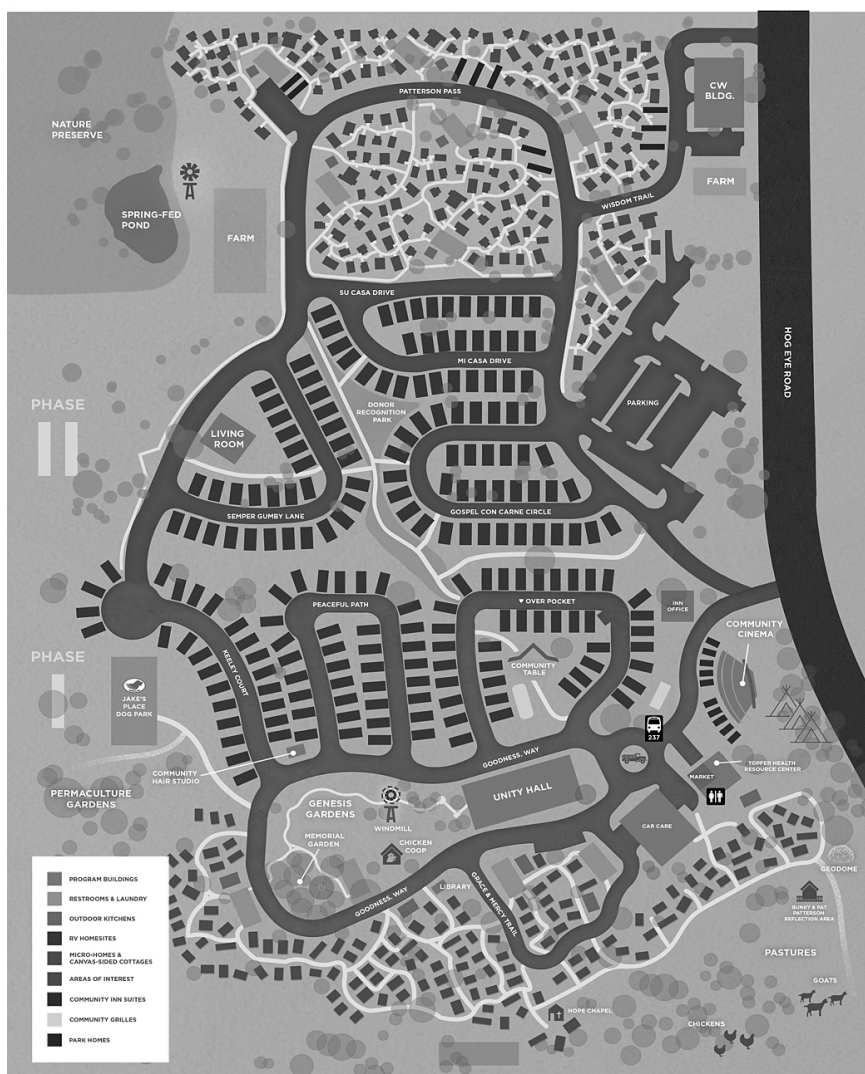 CW
BLDG.
PATTERSON PASS
NATURE
PRESERVE
FARM
WISDOM TRAIL
SPRING-FED
POND
FARM
SU CASA DRIVE
HOG EYE ROAD
MI CASA DRIVE
PHASE
II
DONOR
RECOGNITION
PARK
PARKING
LIVING
ROOM
SEMPER GUMBY LANE
GOSPEL CON CARNE CIRCLE
PEACEFUL PATH
♥ OVER POCKET
INN
OFFICE
COMMUNITY
CINEMA
PHASE
I
KEELEY COURT
COMMUNITY
TABLE
JAKE'S
PLACE
DOG PARK
237
GOODNESS, WAY
COMMUNITY
HAIR STUDIO
TOPFER HEALTH
RESOURCE CENTER
MARKET
PERMACULTURE
GARDENS
GENESIS
GARDENS
UNITY HALL
WINDMILL
MEMORIAL
GARDEN
CHICKEN
COOP
CAR CARE
GEODOME
LIBRARY
GOODNESS, WAY
GRACE & MERCY TRAIL
BUNKY & PAT
PATTERSON
REFLECTION AREA
PASTURES
GOATS
HOPE CHAPEL
CHICKENS
PROGRAM BUILDINGS
RESTROOMS & LAUNDRY
OUTDOOR KITCHENS
RV HOMESITES
MICRO-HOMES &
CANVAS-SIDED COTTAGES
AREAS OF INTEREST
COMMUNITY INN SUITES
COMMUNITY GRILLES
PARK HOMES